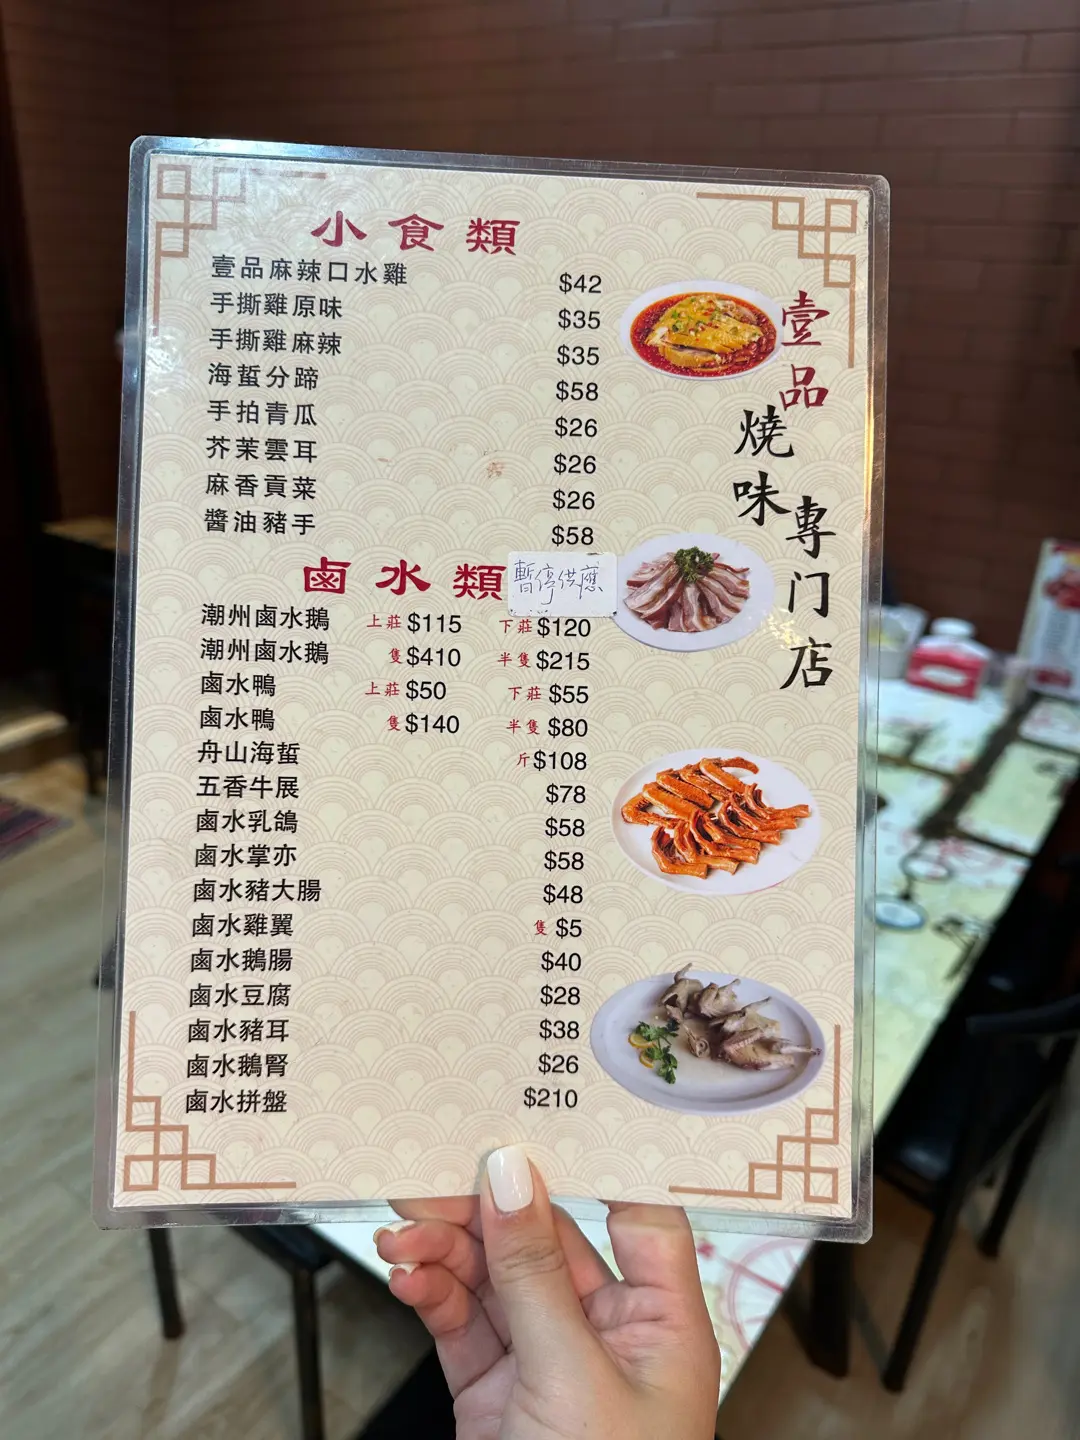 小食類
壹品麻辣口水雞 $42
手撕雞原味 $35
手撕雞麻辣 $35
海蜇分蹄 $58
手拍青瓜 $26
芥茉雲耳 $26
麻香貢菜 $26
醬油豬手 $58
鹵水類 暫停供應
潮州鹵水鵝 上莊 $115 下莊 $120
潮州鹵水鵝 隻 $410 半隻 $215
鹵水鴨 上莊 $50 下莊 $55
鹵水鴨 隻 $140 半隻 $80
舟山海蜇 斤 $108
五香牛展 $78
鹵水乳鴿 $58
鹵水掌亦 $58
鹵水豬大腸 $48
鹵水雞翼 隻 $5
鹵水鵝腸 $40
鹵水豆腐 $28
鹵水豬耳 $38
鹵水鵝腎 $26
鹵水拼盤 $210
壹品
燒味
專门店